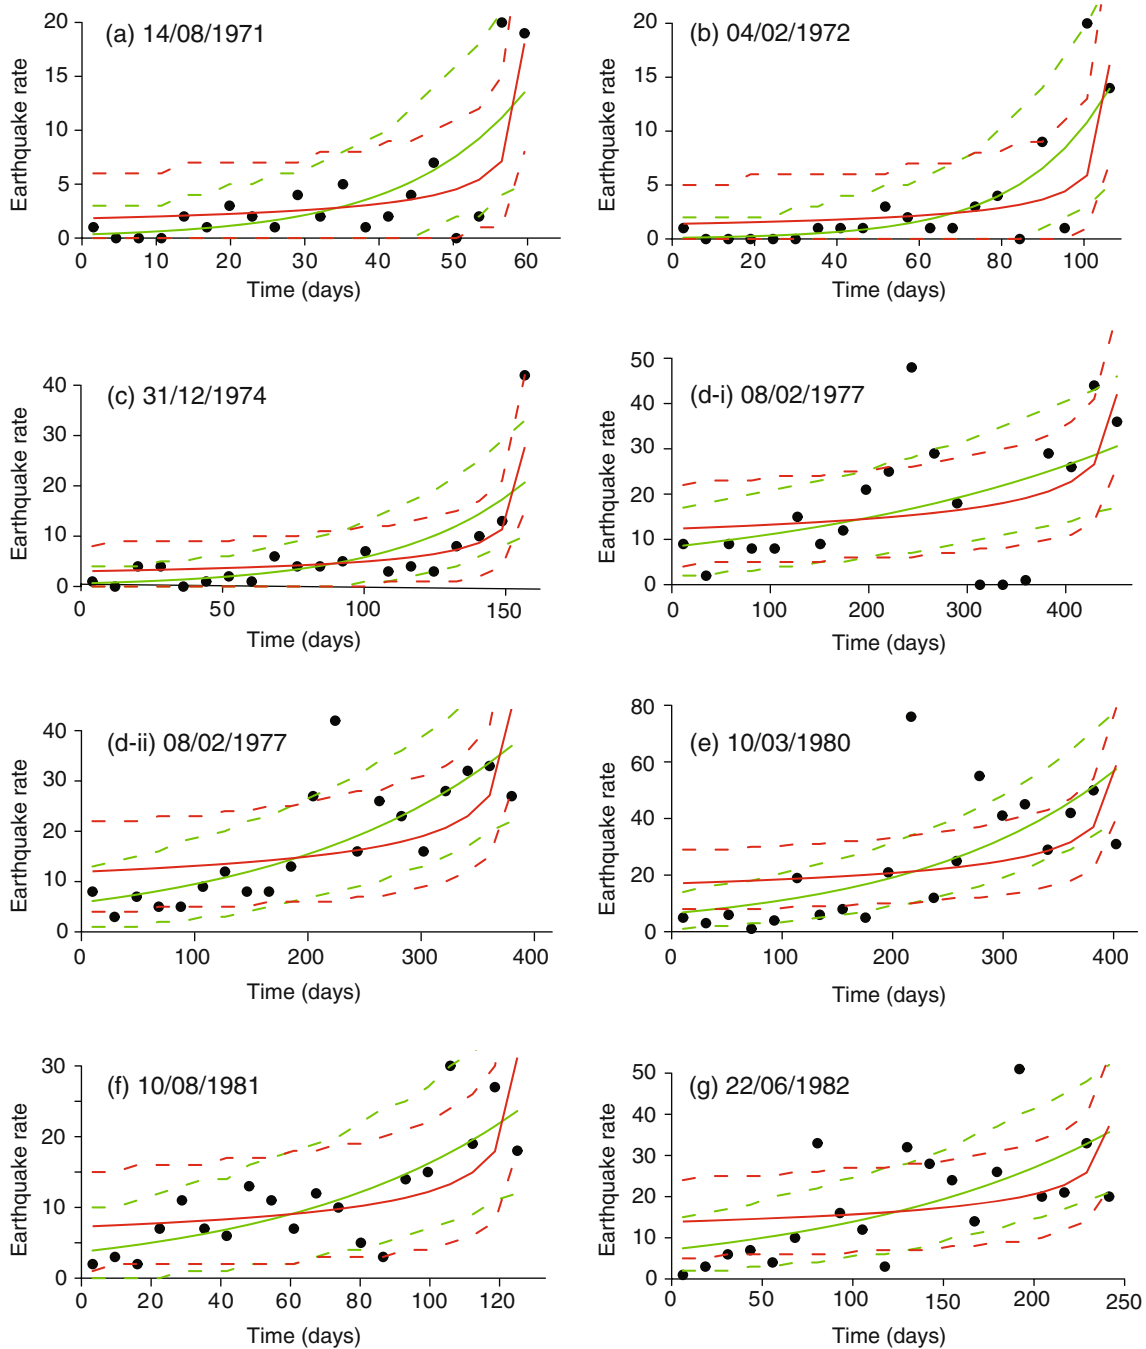 (a) 14/08/1971
Earthquake rate
20
15
10
5
0
0 10 20 30 40 50 60
Time (days)
(b) 04/02/1972
Earthquake rate
20
15
10
5
0
0 20 40 60 80 100
Time (days)
(c) 31/12/1974
Earthquake rate
40
30
20
10
0
0 50 100 150
Time (days)
(d-i) 08/02/1977
Earthquake rate
50
40
30
20
10
0
0 100 200 300 400
Time (days)
(d-ii) 08/02/1977
Earthquake rate
40
30
20
10
0
0 100 200 300 400
Time (days)
(e) 10/03/1980
Earthquake rate
80
60
40
20
0
0 100 200 300 400
Time (days)
(f) 10/08/1981
Earthquake rate
30
20
10
0
0 20 40 60 80 100 120
Time (days)
(g) 22/06/1982
Earthquake rate
50
40
30
20
10
0
0 50 100 150 200 250
Time (days)